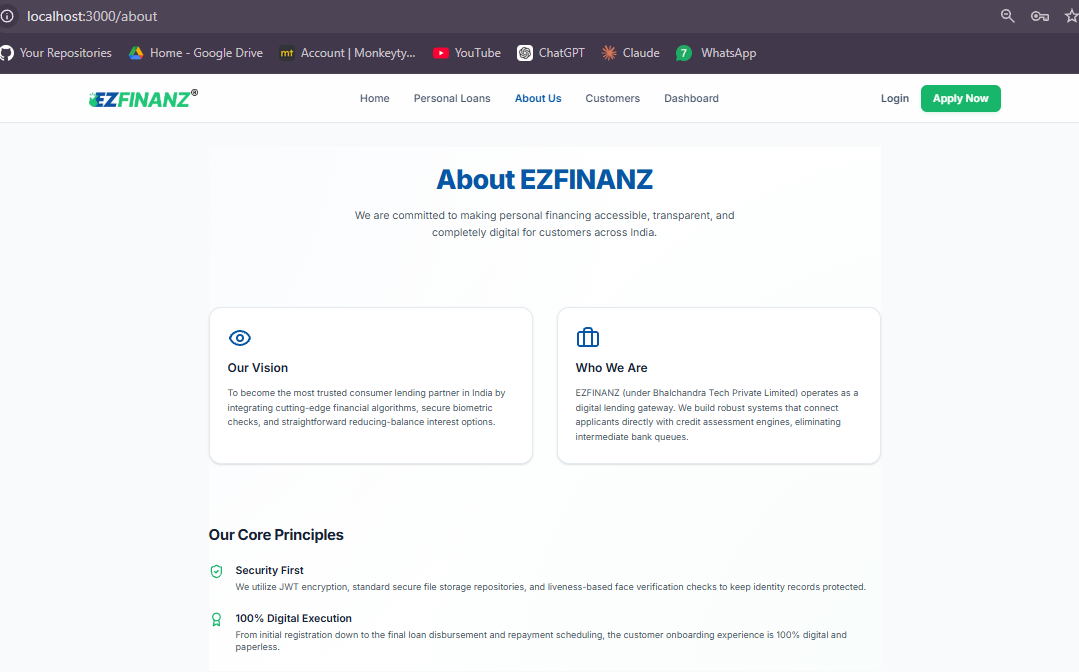 localhost:3000/about
Your Repositories
Home - Google Drive
mt
Account | Monkeyty...
YouTube
ChatGPT
Claude
7
WhatsApp
EZFINANZ®
Home
Personal Loans
About Us
Customers
Dashboard
Login
Apply Now
About EZFINANZ
We are committed to making personal financing accessible, transparent, and
completely digital for customers across India.
Our Vision
To become the most trusted consumer lending partner in India by
integrating cutting-edge financial algorithms, secure biometric
checks, and straightforward reducing-balance interest options.
Who We Are
EZFINANZ (under Bhalchandra Tech Private Limited) operates as a
digital lending gateway. We build robust systems that connect
applicants directly with credit assessment engines, eliminating
intermediate bank queues.
Our Core Principles
Security First
We utilize JWT encryption, standard secure file storage repositories, and liveness-based face verification checks to keep identity records protected.
100% Digital Execution
From initial registration down to the final loan disbursement and repayment scheduling, the customer onboarding experience is 100% digital and
paperless.